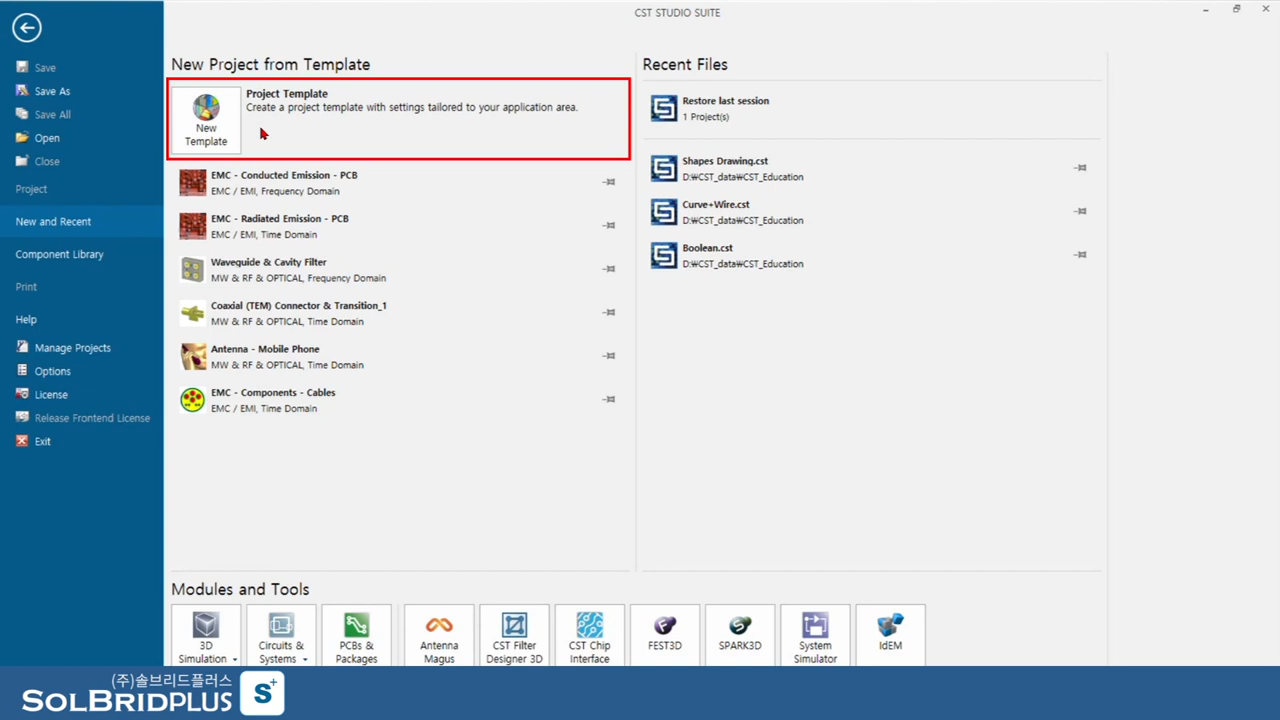 CST STUDIO SUITE
Save
Save As
Save All
Open
Close
Project
New and Recent
Component Library
Print
Help
Manage Projects
Options
License
Release Frontend License
Exit
New Project from Template
New
Template
Project Template
Create a project template with settings tailored to your application area.
EMC - Conducted Emission - PCB
EMC / EMI, Frequency Domain
EMC - Radiated Emission - PCB
EMC / EMI, Time Domain
Waveguide & Cavity Filter
MW & RF & OPTICAL, Frequency Domain
Coaxial (TEM) Connector & Transition_1
MW & RF & OPTICAL, Time Domain
Antenna - Mobile Phone
MW & RF & OPTICAL, Time Domain
EMC - Components - Cables
EMC / EMI, Time Domain
Recent Files
Restore last session
1 Project(s)
Shapes Drawing.cst
D:₩CST_data₩CST_Education
Curve+Wire.cst
D:₩CST_data₩CST_Education
Boolean.cst
D:₩CST_data₩CST_Education
Modules and Tools
3D
Simulation
Circuits &
Systems
PCBs &
Packages
Antenna
Magus
CST Filter
Designer 3D
CST Chip
Interface
FEST3D
SPARK3D
System
Simulator
IdEM
(주)솔브리드플러스
SOLBRIDPLUS
S+